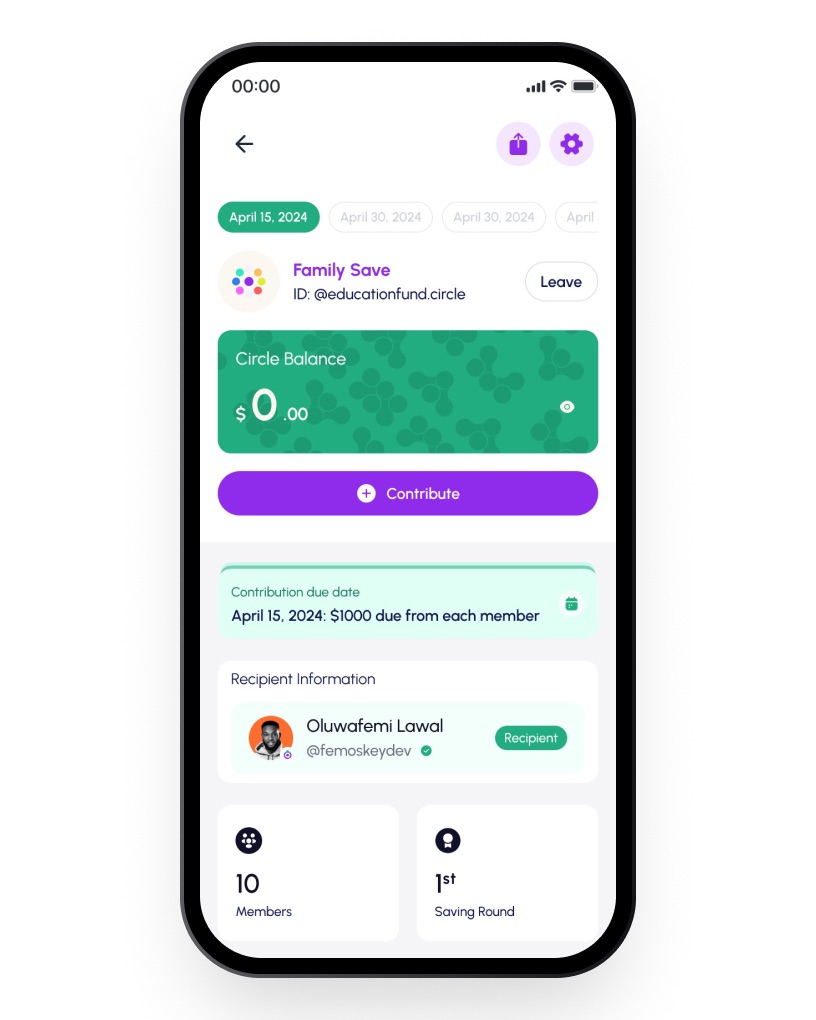 00:00
April 15, 2024
April 30, 2024
April 30, 2024
April
Family Save
ID: @educationfund.circle
Leave
Circle Balance
$ 0 .00
Contribute
Contribution due date
April 15, 2024: $1000 due from each member
Recipient Information
Oluwafemi Lawal
@femoskeydev
Recipient
10
Members
1st
Saving Round